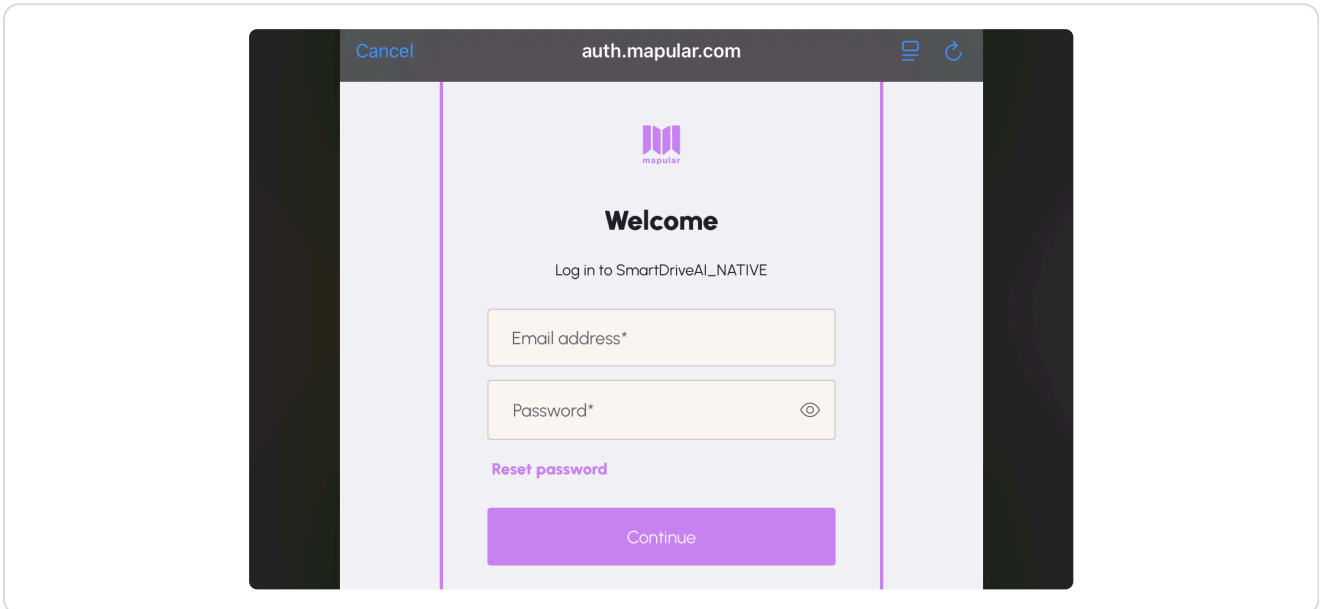 Cancel
auth.mapular.com
mapular
Welcome
Log in to SmartDriveAI_NATIVE
Email address*
Password*
Reset password
Continue